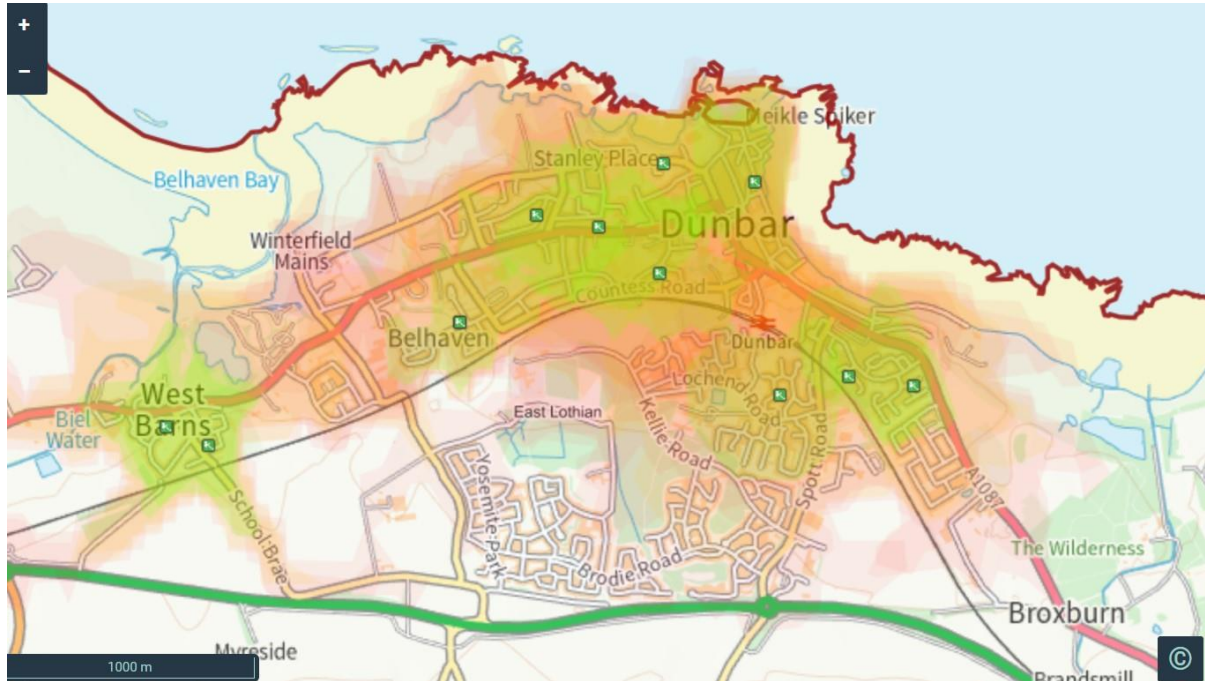 +
−
Meikle Spiker
Stanley Place
Belhaven Bay
Dunbar
Winterfield
Mains
Countess Road
Belhaven
Dunbar
West
Barns
Lochend Road
Biel
Water
East Lothian
Kellie Road
Spott Road
Yosemite Park
A1087
School Brae
The Wilderness
Brodie Road
Broxburn
Myreside
1000 m
©
Brandsmill